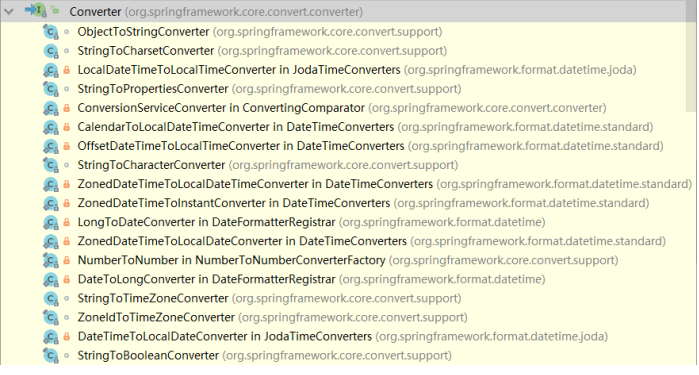 Converter (org.springframework.core.convert.converter)
ObjectToStringConverter (org.springframework.core.convert.support)
StringToCharsetConverter (org.springframework.core.convert.support)
LocalDateTimeToLocalTimeConverter in JodaTimeConverters (org.springframework.format.datetime.joda)
StringToPropertiesConverter (org.springframework.core.convert.support)
ConversionServiceConverter in ConvertingComparator (org.springframework.core.convert.converter)
CalendarToLocalDateTimeConverter in DateTimeConverters (org.springframework.format.datetime.standard)
OffsetDateTimeToLocalTimeConverter in DateTimeConverters (org.springframework.format.datetime.standard)
StringToCharacterConverter (org.springframework.core.convert.support)
ZonedDateTimeToLocalDateTimeConverter in DateTimeConverters (org.springframework.format.datetime.standard)
ZonedDateTimeToInstantConverter in DateTimeConverters (org.springframework.format.datetime.standard)
LongToDateConverter in DateFormatterRegistrar (org.springframework.format.datetime)
ZonedDateTimeToLocalDateConverter in DateTimeConverters (org.springframework.format.datetime.standard)
NumberToNumber in NumberToNumberConverterFactory (org.springframework.core.convert.support)
DateToLongConverter in DateFormatterRegistrar (org.springframework.format.datetime)
StringToTimeZoneConverter (org.springframework.core.convert.support)
ZoneIdToTimeZoneConverter (org.springframework.core.convert.support)
DateTimeToLocalDateConverter in JodaTimeConverters (org.springframework.format.datetime.joda)
StringToBooleanConverter (org.springframework.core.convert.support)